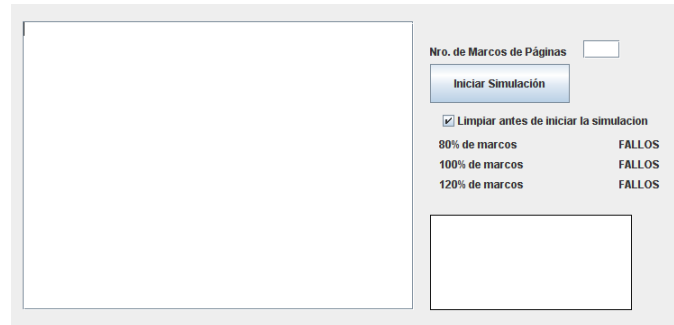 Nro. de Marcos de Páginas
Iniciar Simulación
Limpiar antes de iniciar la simulacion
80% de marcos FALLOS
100% de marcos FALLOS
120% de marcos FALLOS